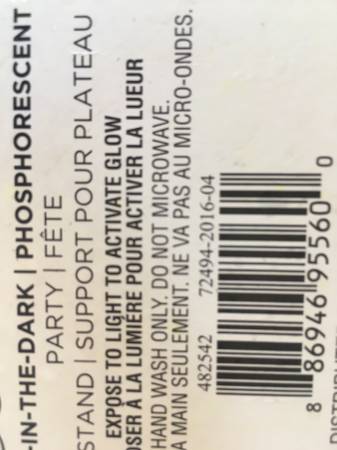 -IN-THE-DARK | PHOSPHORESCENT
PARTY | FÊTE
STAND | SUPPORT POUR PLATEAU
EXPOSE TO LIGHT TO ACTIVATE GLOW
OSER A LA LUMIÈRE POUR ACTIVER LA LUEUR
HAND WASH ONLY. DO NOT MICROWAVE.
A MAIN SEULEMENT. NE VA PAS AU MICRO-ONDES.
482542 72494-2016-04
8 86946 95560 0